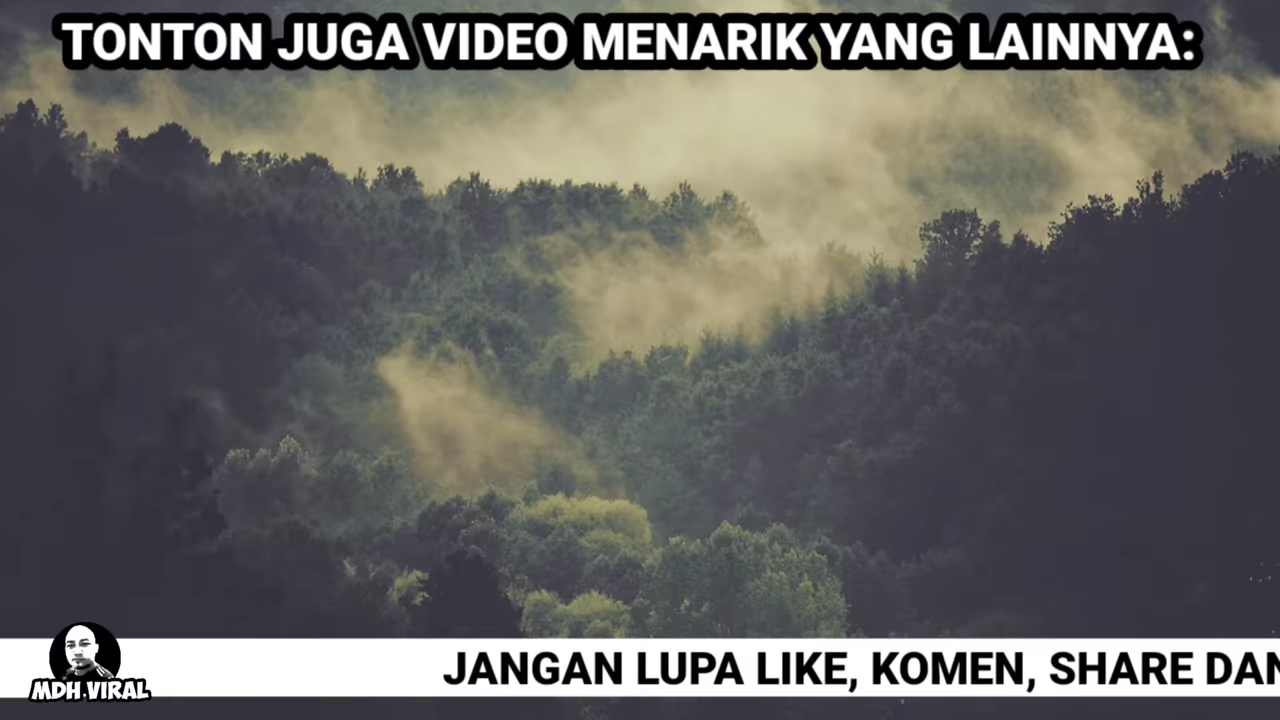 TONTON JUGA VIDEO MENARIK YANG LAINNYA:
JANGAN LUPA LIKE, KOMEN, SHARE DAN
MDH VIRAL